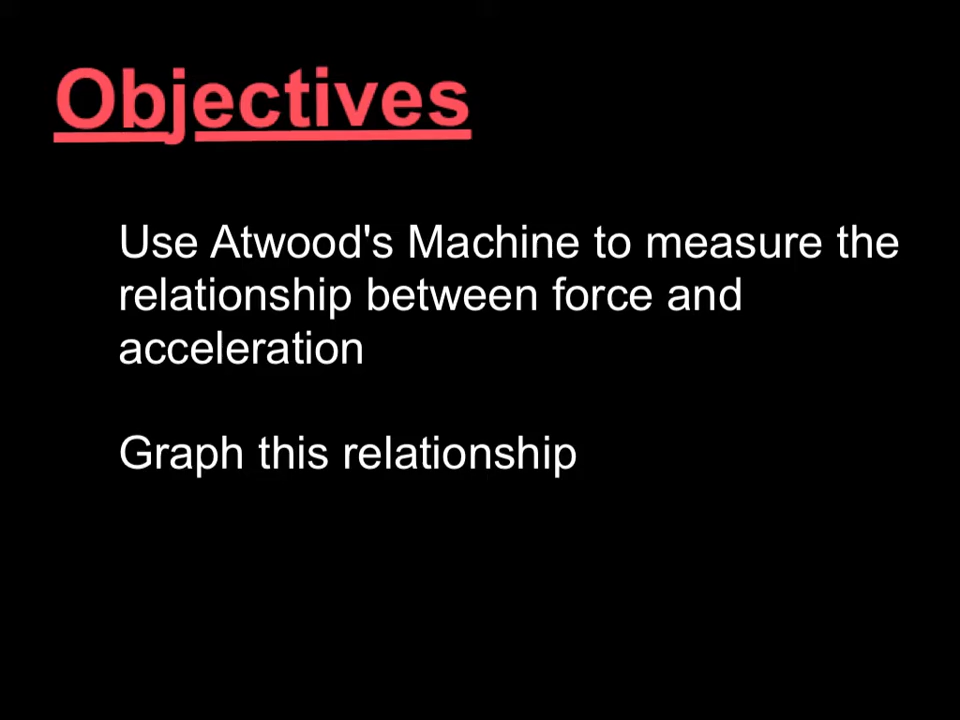 Objectives
Use Atwood's Machine to measure the
relationship between force and
acceleration
Graph this relationship